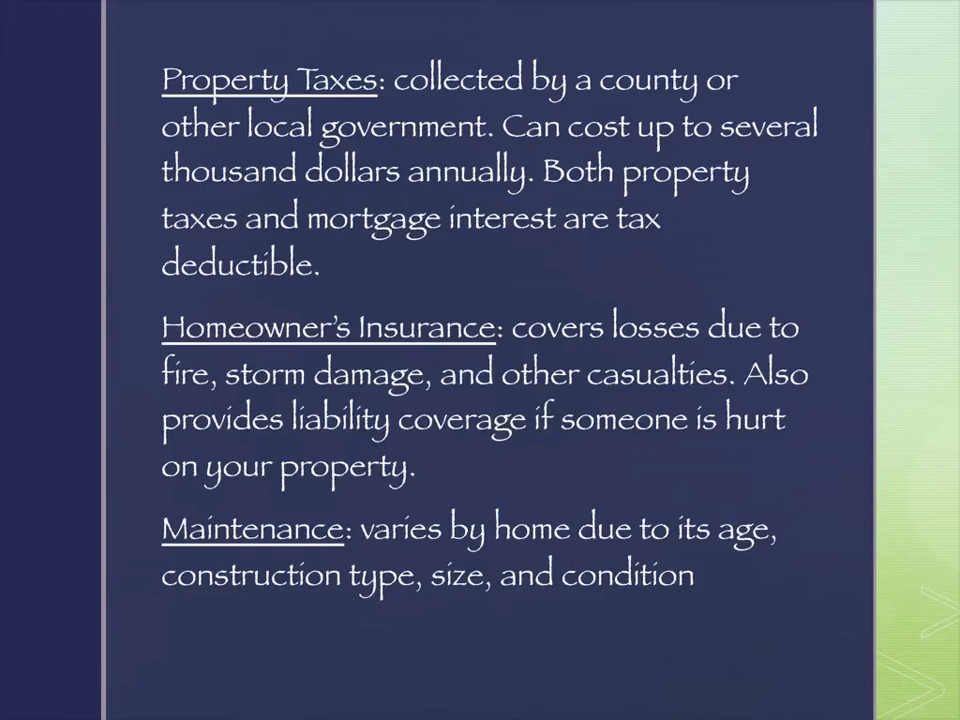 Property Taxes: collected by a county or
other local government. Can cost up to several
thousand dollars annually. Both property
taxes and mortgage interest are tax
deductible.
Homeowner’s Insurance: covers losses due to
fire, storm damage, and other casualties. Also
provides liability coverage if someone is hurt
on your property.
Maintenance: varies by home due to its age,
construction type, size, and condition